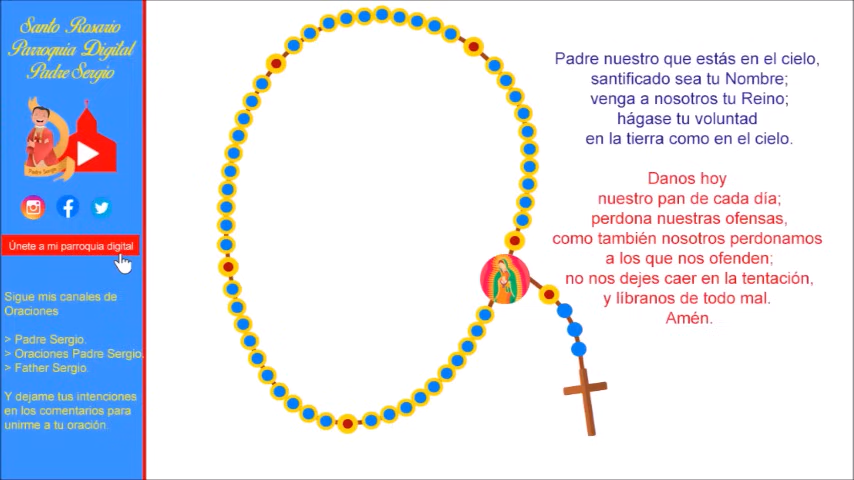 Santo Rosario
Parroquia Digital
Padre Sergio
Padre Sergio
Únete a mi parroquia digital
Sigue mis canales de
Oraciones
> Padre Sergio.
> Oraciones Padre Sergio.
> Father Sergio.
Y dejame tus intenciones
en los comentarios para
unirme a tu oración.
Padre nuestro que estás en el cielo,
santificado sea tu Nombre;
venga a nosotros tu Reino;
hágase tu voluntad
en la tierra como en el cielo.
Danos hoy
nuestro pan de cada día;
perdona nuestras ofensas,
como también nosotros perdonamos
a los que nos ofenden;
no nos dejes caer en la tentación,
y líbranos de todo mal.
Amén.